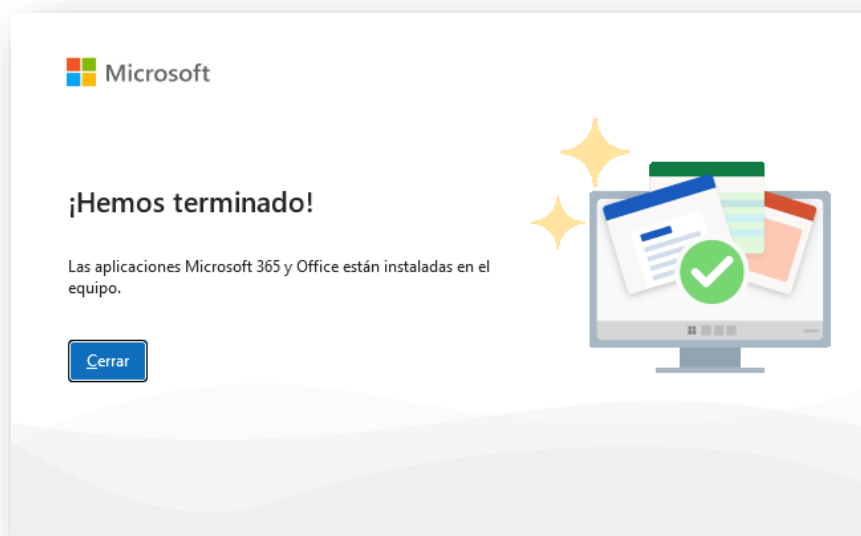 Microsoft
¡Hemos terminado!
Las aplicaciones Microsoft 365 y Office están instaladas en el
equipo.
Cerrar